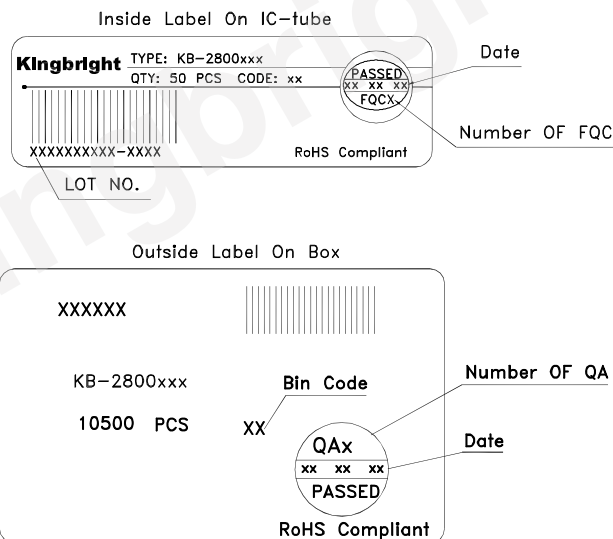 Inside Label On IC-tube
Kingbright
TYPE: KB-2800xxx
QTY: 50 PCS CODE: xx
PASSED
xx xx xx
FQCX
Date
Number OF FQC
XXXXXXXXXX-XXXX
RoHS Compliant
LOT NO.
Outside Label On Box
XXXXXX
KB-2800xxx
Bin Code
Number OF QA
10500 PCS
XX
QAx
Date
xx xx xx
PASSED
RoHS Compliant